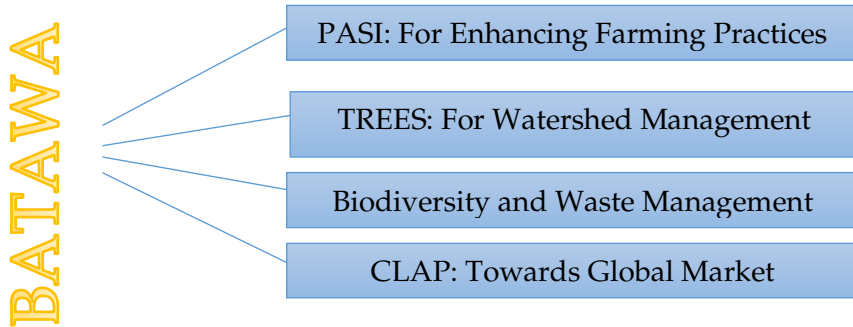 BATAWA
PASI: For Enhancing Farming Practices
TREES: For Watershed Management
Biodiversity and Waste Management
CLAP: Towards Global Market